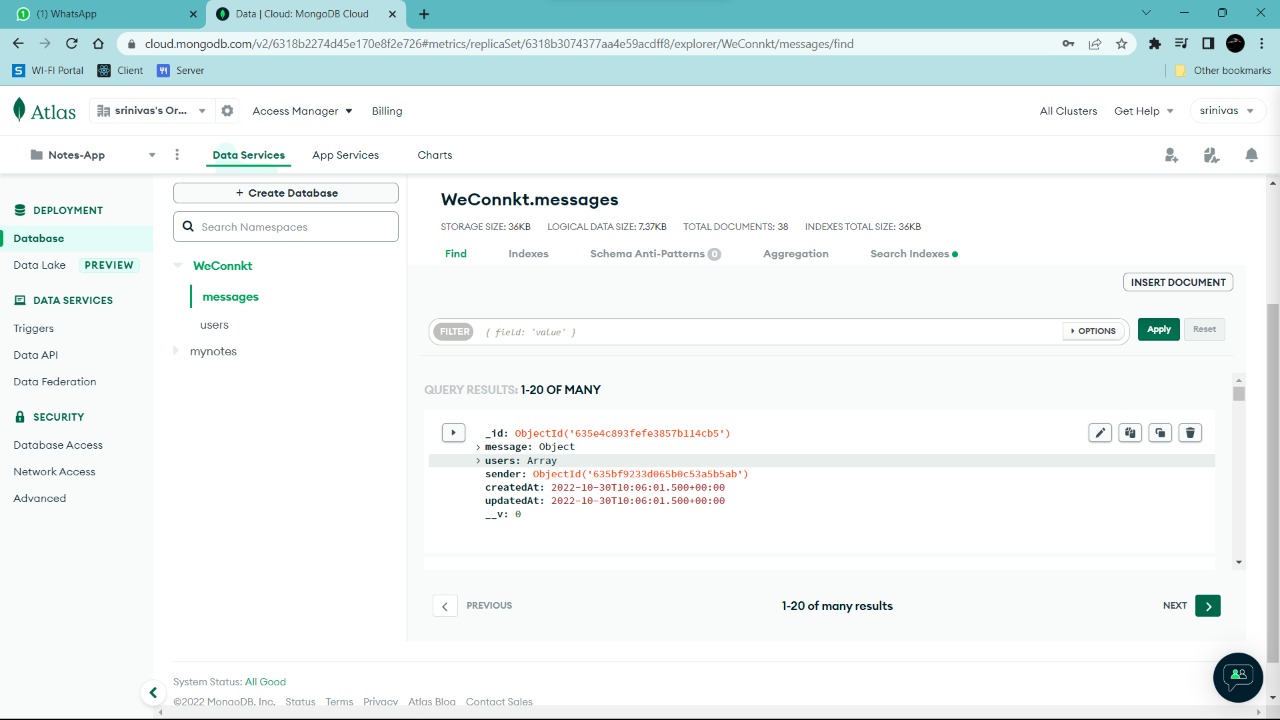 (1) WhatsApp
Data | Cloud: MongoDB Cloud
cloud.mongodb.com/v2/6318b2274d45e170e8f2e726#metrics/replicaSet/6318b3074377aa4e59acdff8/explorer/WeConnkt/messages/find
WI-FI Portal Client Server Other bookmarks
Atlas srinivas's Or... Access Manager Billing All Clusters Get Help srinivas
Notes-App Data Services App Services Charts
DEPLOYMENT
Database
Data Lake PREVIEW
DATA SERVICES
Triggers
Data API
Data Federation
SECURITY
Database Access
Network Access
Advanced
+ Create Database
Search Namespaces
WeConnkt
messages
users
mynotes
WeConnkt.messages
STORAGE SIZE: 36KB LOGICAL DATA SIZE: 7.37KB TOTAL DOCUMENTS: 38 INDEXES TOTAL SIZE: 36KB
Find Indexes Schema Anti-Patterns 0 Aggregation Search Indexes
INSERT DOCUMENT
FILTER { field: 'value' } OPTIONS Apply Reset
QUERY RESULTS: 1-20 OF MANY
_id: ObjectId('635e4c893fefe3857b114cb5')
message: Object
users: Array
sender: ObjectId('635bf9233d065b0c53a5b5ab')
createdAt: 2022-10-30T10:06:01.500+00:00
updatedAt: 2022-10-30T10:06:01.500+00:00
__v: 0
PREVIOUS 1-20 of many results NEXT
System Status: All Good
©2022 MongoDB, Inc. Status Terms Privacy Atlas Blog Contact Sales